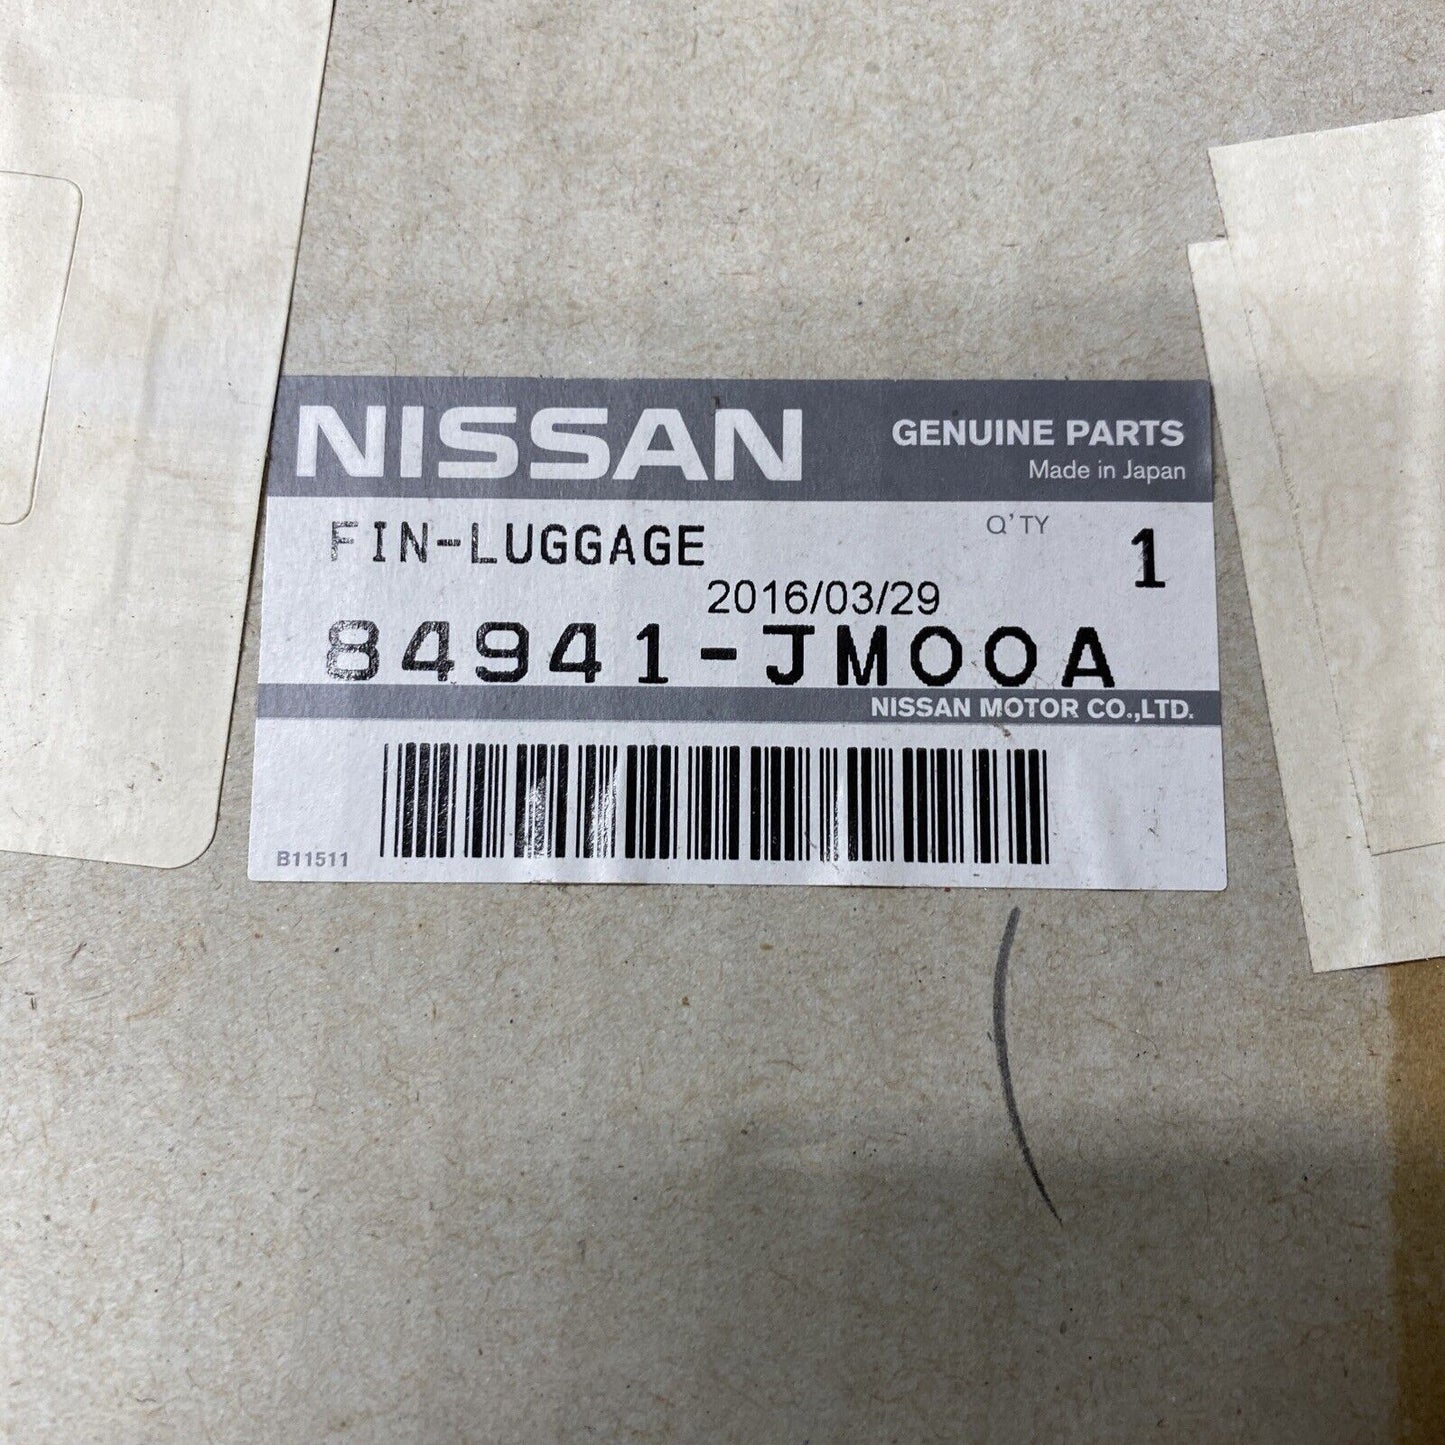 NISSAN
GENUINE PARTS
Made in Japan
FIN-LUGGAGE
Q'TY
1
2016/03/29
84941-JM00A
NISSAN MOTOR CO.,LTD.
B11511